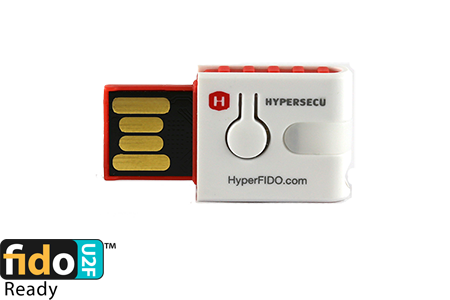 H HYPERSECU
HyperFIDO.com
fido U2F™
Ready